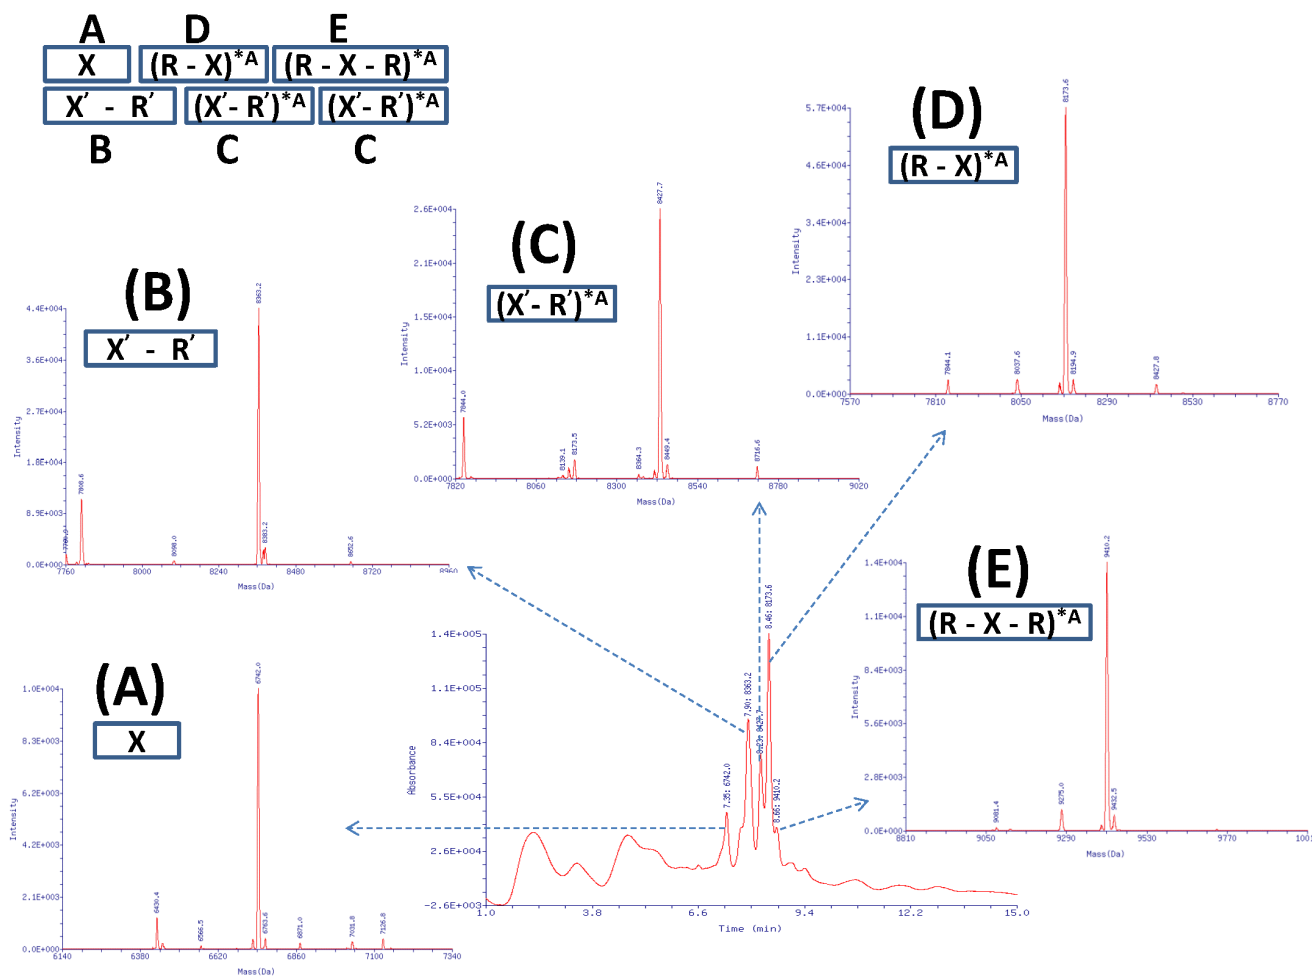 A D E
X (R - X)*A (R - X - R)*A
X' - R' (X'- R')*A (X'- R')*A
B C C
(D)
(R - X)*A
5.7E+004
4.6E+004
3.4E+004
2.3E+004
1.1E+004
0.0E+000
Intensity
7844.1
8037.6
8173.6
8194.9
8427.8
7570 7810 8050 8290 8530 8770
Mass(Da)
(C)
(X'- R')*A
2.6E+004
2.1E+004
1.5E+004
1.0E+004
5.2E+003
0.0E+000
Intensity
7844.0
8139.1
8173.5
8364.3
8427.7
8449.4
8716.6
7820 8060 8300 8540 8780 9020
Mass(Da)
(B)
X' - R'
4.4E+004
3.6E+004
2.7E+004
1.8E+004
8.9E+003
0.0E+000
Intensity
7808.6
8098.0
8363.2
8383.2
8652.6
7760 8000 8240 8480 8720 8960
Mass(Da)
(E)
(R - X - R)*A
1.4E+004
1.1E+004
8.4E+003
5.6E+003
2.8E+003
0.0E+000
Intensity
9081.4
9275.0
9410.2
9432.5
8810 9050 9290 9530 9770 1001
Mass(Da)
(A)
X
1.0E+004
8.3E+003
6.2E+003
4.2E+003
2.1E+003
0.0E+000
Intensity
6430.4
6566.5
6742.0
6763.6
6871.0
7031.8
7126.8
6140 6380 6620 6860 7100 7340
Mass(Da)
1.4E+005
1.1E+005
8.4E+004
5.5E+004
2.6E+004
-2.6E+003
Absorbance
7.35: 6742.0
7.90: 8363.2
8.23: 8427.7
8.46: 8173.6
8.66: 9410.2
1.0 3.8 6.6 9.4 12.2 15.0
Time (min)